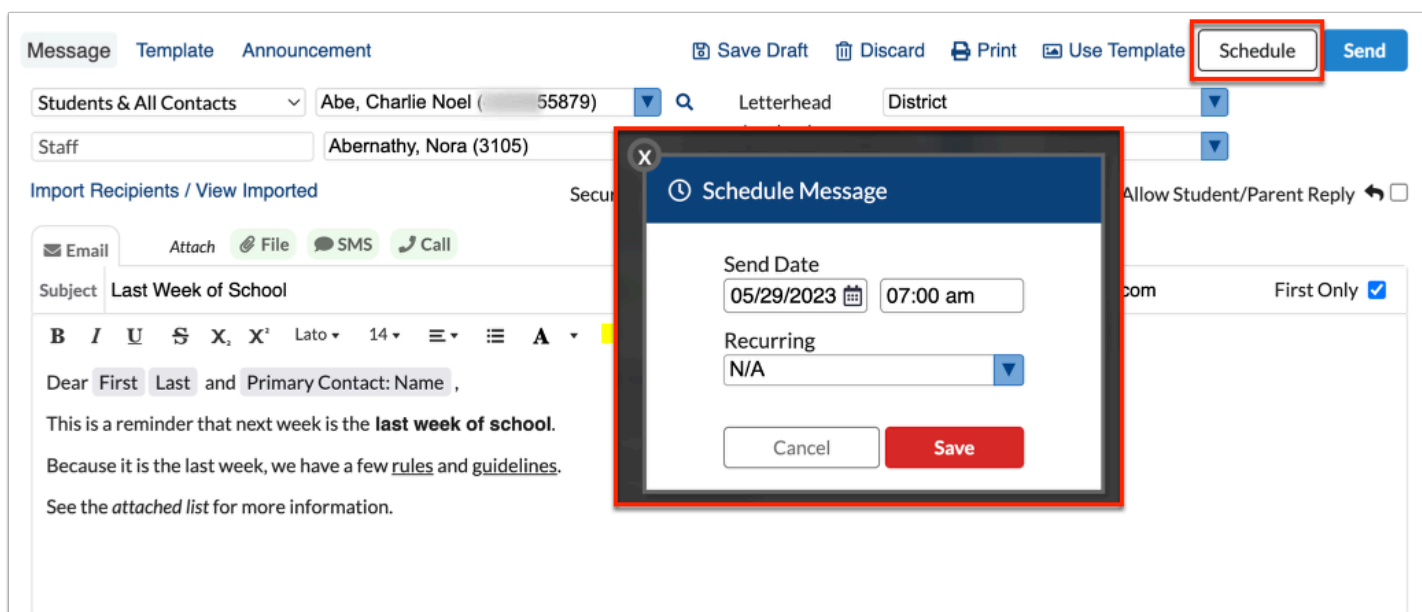 Message Template Announcement Save Draft Discard Print Use Template Schedule Send
Students & All Contacts Abe, Charlie Noel ( 55879) Letterhead District
Staff Abernathy, Nora (3105)
Import Recipients / View Imported Secur Allow Student/Parent Reply
Email Attach File SMS Call
Subject Last Week of School com First Only
B I U S X₂ X² Lato 14 A
Dear First Last and Primary Contact: Name ,
This is a reminder that next week is the last week of school.
Because it is the last week, we have a few rules and guidelines.
See the attached list for more information.
X
Schedule Message
Send Date
05/29/2023 07:00 am
Recurring
N/A
Cancel Save